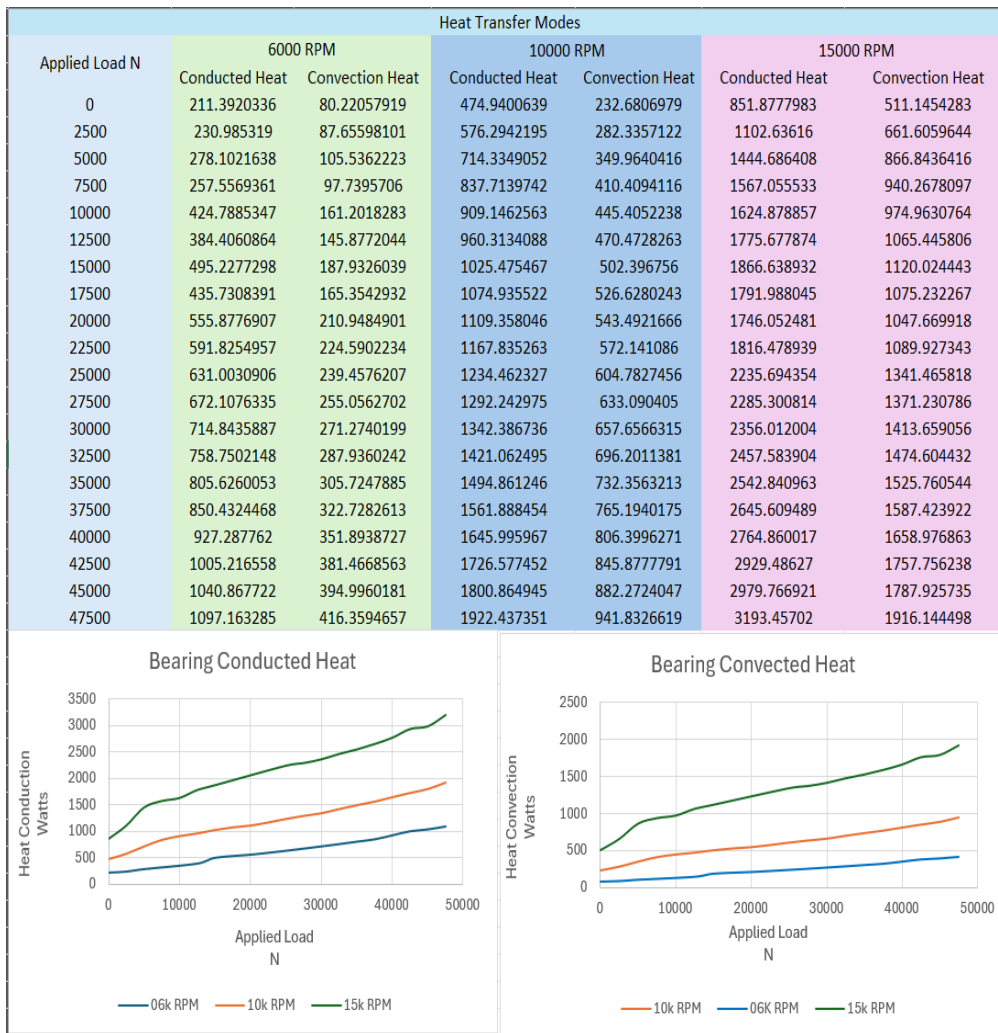 Heat Transfer Modes
Applied Load N 6000 RPM 10000 RPM 15000 RPM
Conducted Heat Convection Heat Conducted Heat Convection Heat Conducted Heat Convection Heat
0 211.3920336 80.22057919 474.9400639 232.6806979 851.8777983 511.1454283
2500 230.985319 87.65598101 576.2942195 282.3357122 1102.63616 661.6059644
5000 278.1021638 105.5362223 714.3349052 349.9640416 1444.686408 866.8436416
7500 257.5569361 97.7395706 837.7139742 410.4094116 1567.055533 940.2678097
10000 424.7885347 161.2018283 909.1462563 445.4052238 1624.878857 974.9630764
12500 384.4060864 145.8772044 960.3134088 470.4728263 1775.677874 1065.445806
15000 495.2277298 187.9326039 1025.475467 502.396756 1866.638932 1120.024443
17500 435.7308391 165.3542932 1074.935522 526.6280243 1791.988045 1075.232267
20000 555.8776907 210.9484901 1109.358046 543.4921666 1746.052481 1047.669918
22500 591.8254957 224.5902234 1167.835263 572.141086 1816.478939 1089.927343
25000 631.0030906 239.4576206 1234.462327 604.7827456 2235.694354 1341.465818
27500 672.1076335 255.0562702 1292.242975 633.090405 2285.300814 1371.230786
30000 714.8435887 271.2740199 1342.386736 657.6566315 2356.012004 1413.659056
32500 758.7502148 287.9360242 1421.062495 696.2011381 2457.583904 1474.604432
35000 805.6260053 305.7247885 1494.861246 732.3563213 2542.840963 1525.760544
37500 850.4324468 322.7282613 1561.888454 765.1940175 2645.609489 1587.423922
40000 927.287762 351.8938727 1645.995967 806.3996271 2764.860017 1658.976863
42500 1005.216558 381.4668563 1726.577452 845.8777791 2929.48627 1757.756238
45000 1040.867722 394.9960181 1800.864945 882.2724047 2979.766921 1787.925735
47500 1097.163285 416.3594657 1922.437351 941.8326619 3193.45702 1916.144498
Bearing Conducted Heat
Heat Conduction
Watts
3500
3000
2500
2000
1500
1000
500
0
0 10000 20000 30000 40000 50000
Applied Load
N
06k RPM 10k RPM 15k RPM
Bearing Convected Heat
Heat Convection
Watts
2500
2000
1500
1000
500
0
0 10000 20000 30000 40000 50000
Applied Load
N
10k RPM 06K RPM 15k RPM